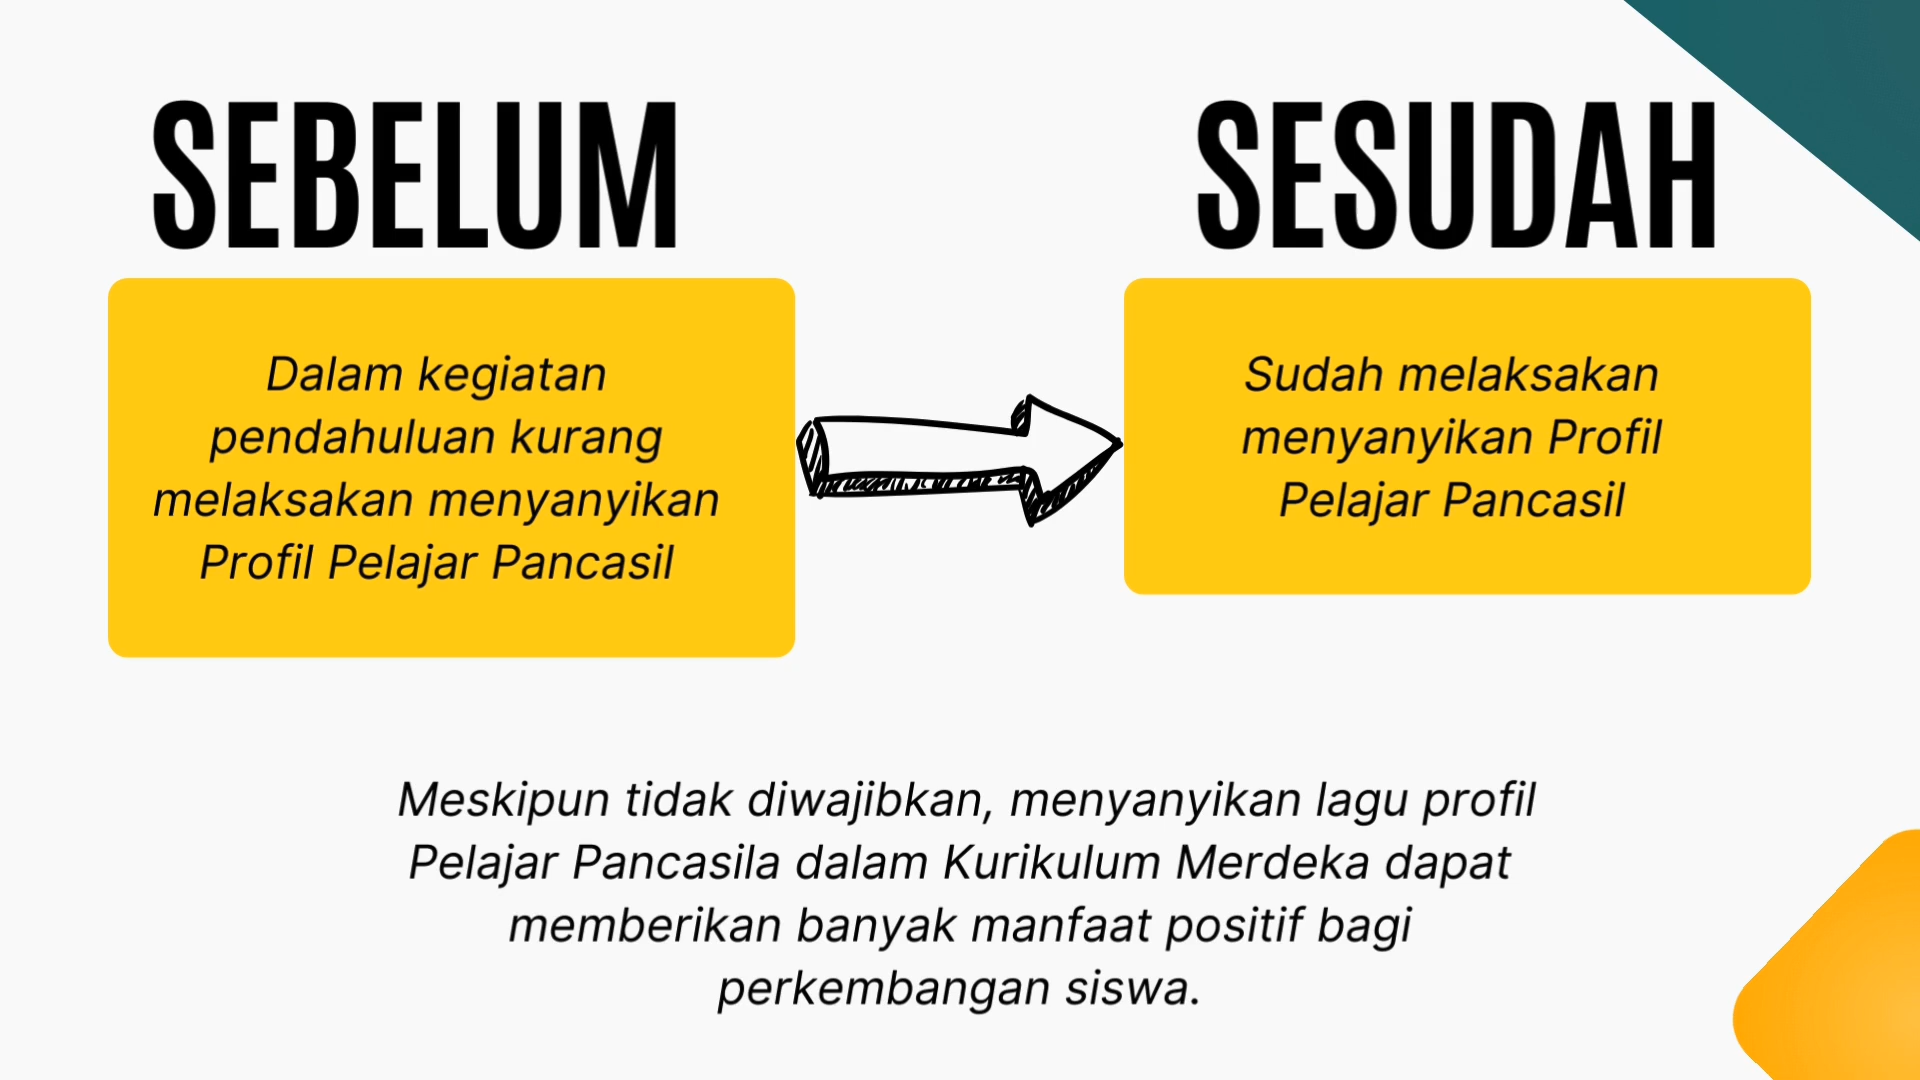 SEBELUM
Dalam kegiatan
pendahuluan kurang
melaksakan menyanyikan
Profil Pelajar Pancasil
SESUDAH
Sudah melaksakan
menyanyikan Profil
Pelajar Pancasil
Meskipun tidak diwajibkan, menyanyikan lagu profil
Pelajar Pancasila dalam Kurikulum Merdeka dapat
memberikan banyak manfaat positif bagi
perkembangan siswa.